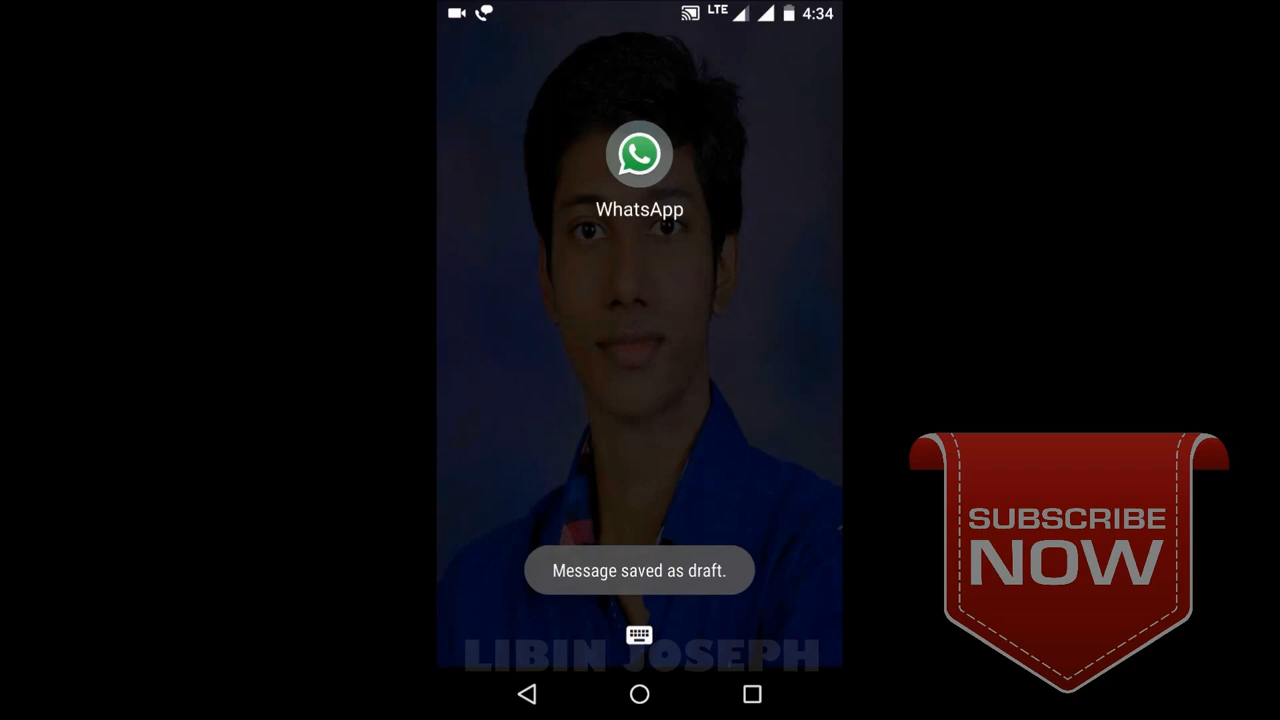 LTE 4:34
WhatsApp
Message saved as draft.
LIBIN JOSEPH
SUBSCRIBE
NOW